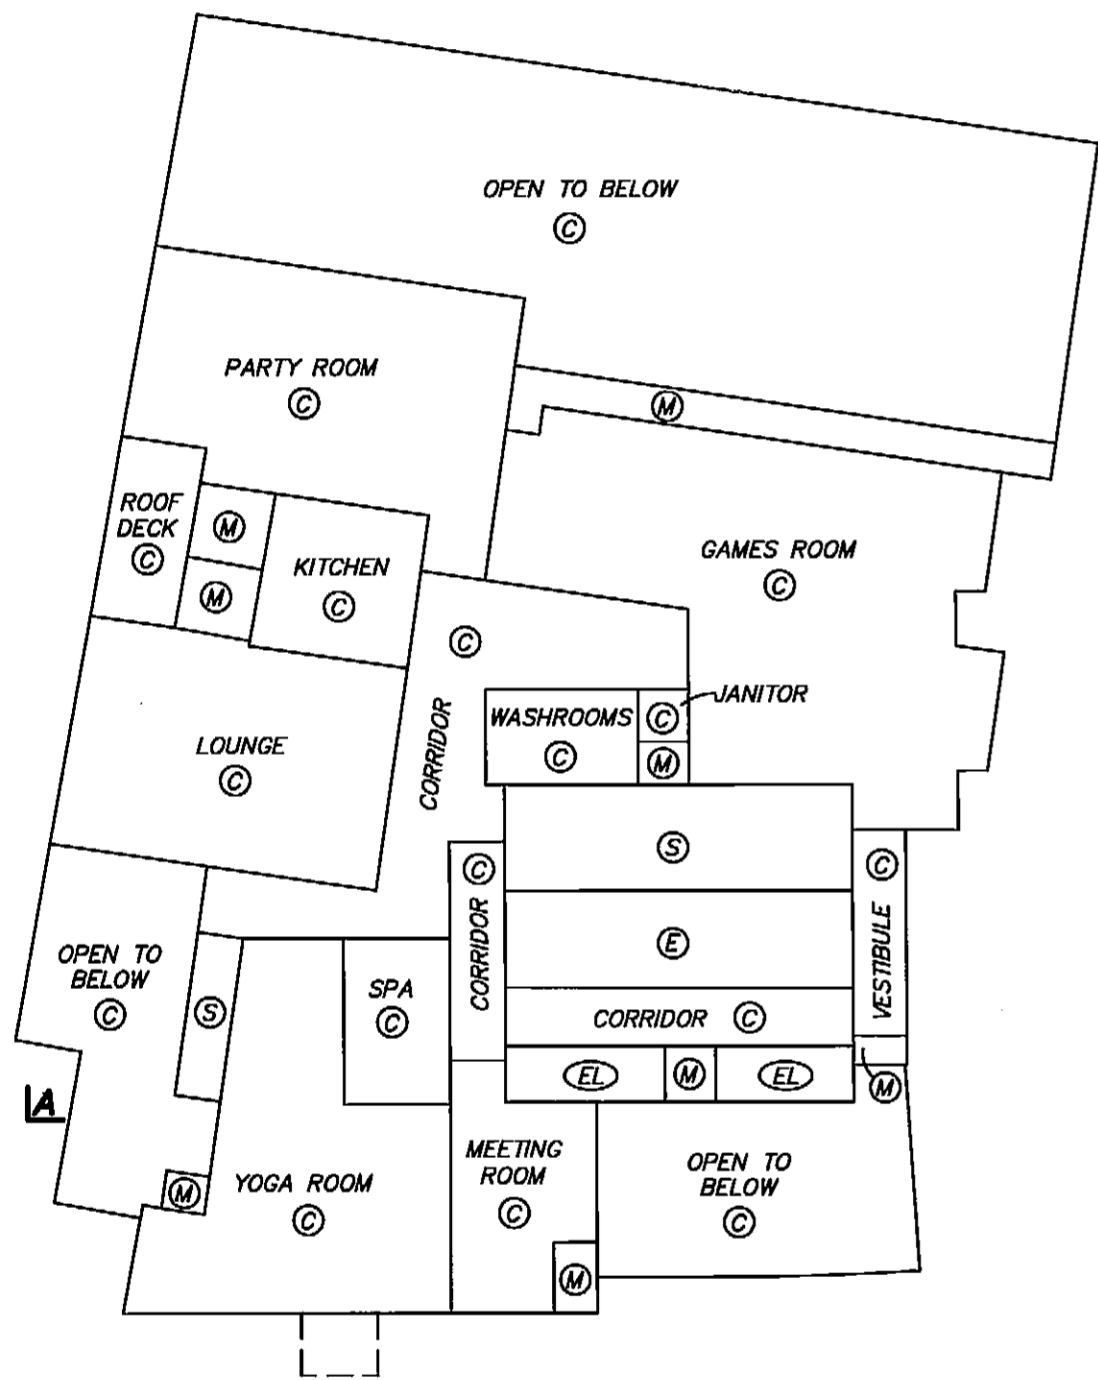 OPEN TO BELOW
C
PARTY ROOM
C
M
ROOF
DECK
C
M
M
KITCHEN
C
GAMES ROOM
C
C
CORRIDOR
WASHROOMS
C
C
JANITOR
M
LOUNGE
C
S
E
CORRIDOR
C
C
CORRIDOR
C
VESTIBULE
M
EL
M
EL
OPEN TO
BELOW
C
S
SPA
C
A
M
YOGA ROOM
C
MEETING
ROOM
C
M
OPEN TO
BELOW
C